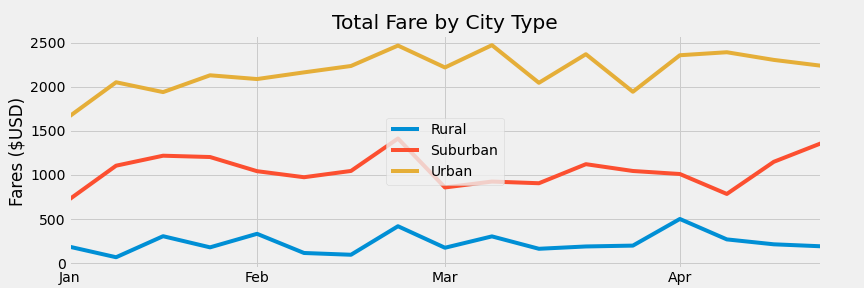 Total Fare by City Type
Fares ($USD)
2500
2000
1500
1000
500
0
Rural
Suburban
Urban
Jan Feb Mar Apr